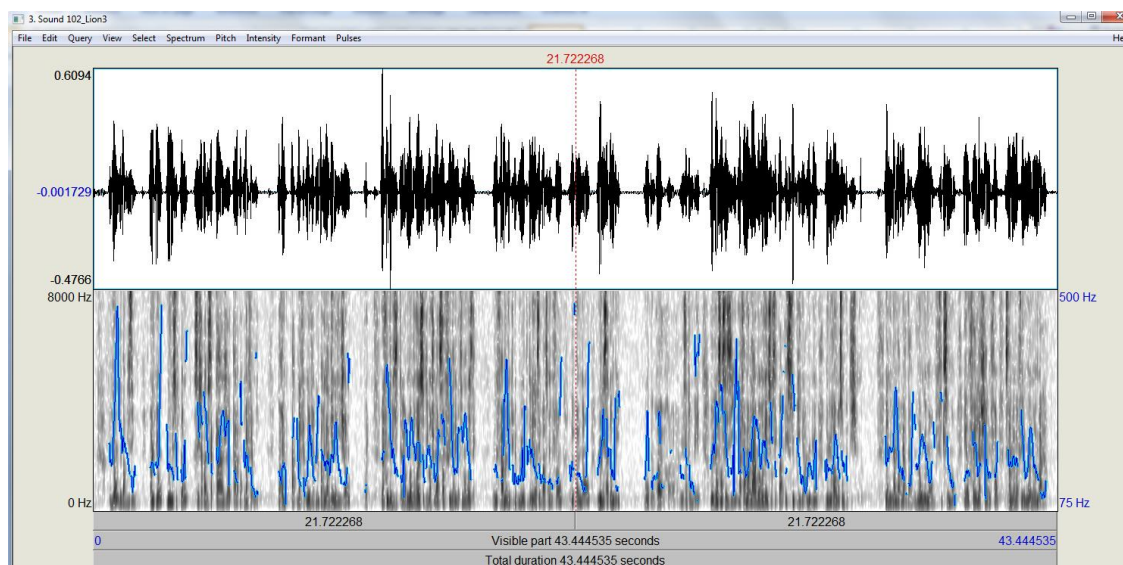 3. Sound 102_Lion3
File Edit Query View Select Spectrum Pitch Intensity Formant Pulses He
21.722268
0.6094
-0.001729
-0.4766
8000 Hz 500 Hz
0 Hz 75 Hz
21.722268 21.722268
0 Visible part 43.444535 seconds 43.444535
Total duration 43.444535 seconds